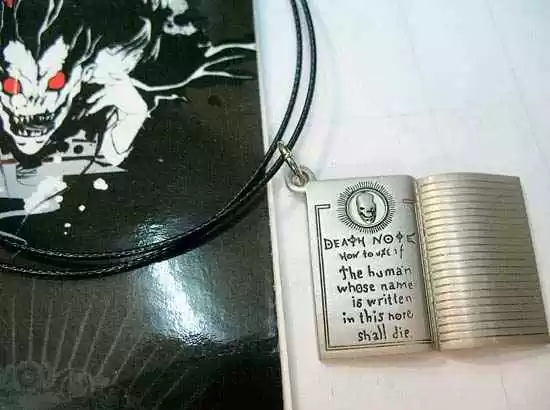 DEATH NOTE
HOW TO USE IT
The human
whose name
is written
in this note
shall die.